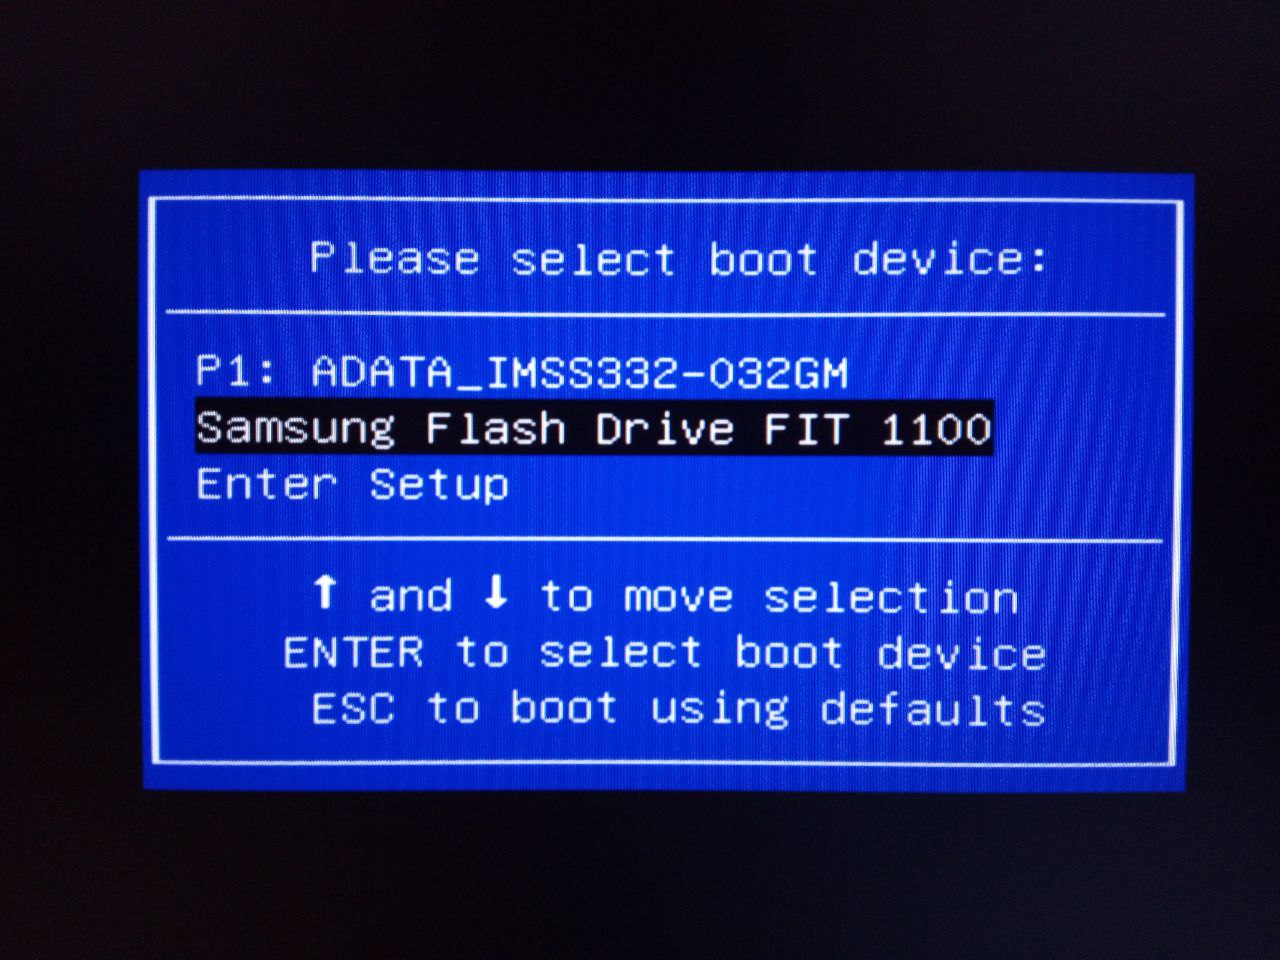 Please select boot device:
P1: ADATA_IMSS332-032GM
Samsung Flash Drive FIT 1100
Enter Setup
↑ and ↓ to move selection
ENTER to select boot device
ESC to boot using defaults